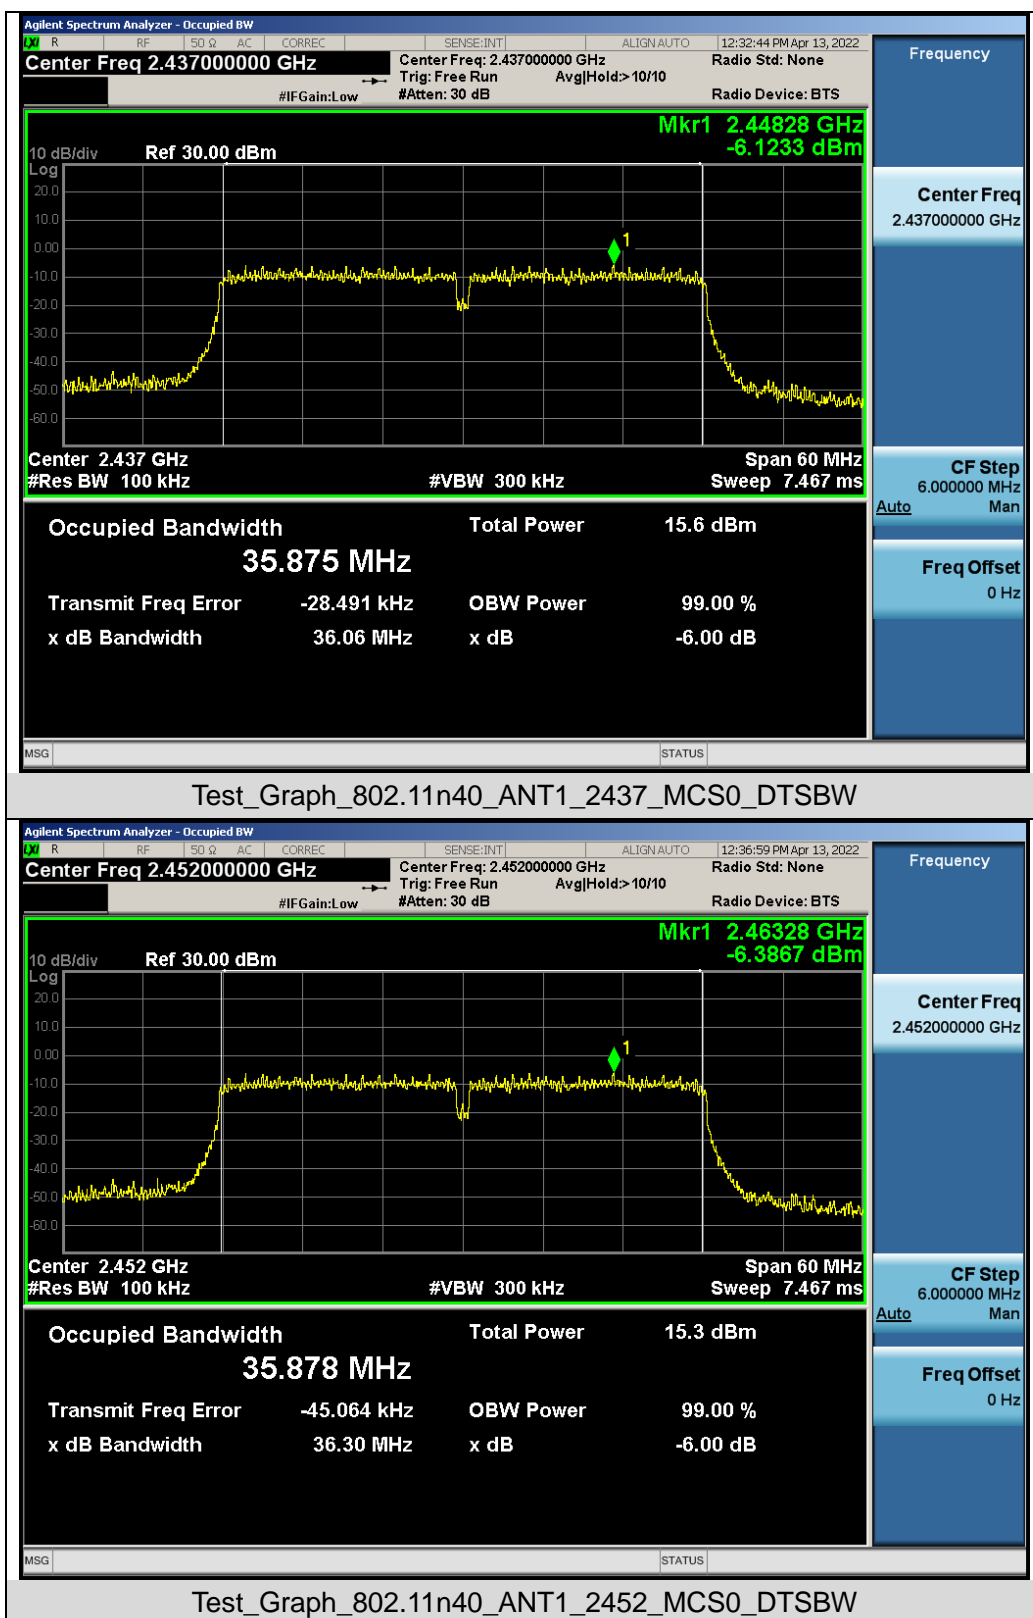 Agilent Spectrum Analyzer - Occupied BW
LXI R RF 50 Ω AC CORREC SENSE:INT ALIGN AUTO 12:32:44 PM Apr 13, 2022
Center Freq 2.437000000 GHz Center Freq: 2.437000000 GHz Radio Std: None
Trig: Free Run Avg|Hold:>10/10
#IFGain:Low #Atten: 30 dB Radio Device: BTS
Frequency
Mkr1 2.44828 GHz
-6.1233 dBm
10 dB/div Ref 30.00 dBm
Log
20.0
10.0
0.00
-10.0
-20.0
-30.0
-40.0
-50.0
-60.0
1
Center 2.437 GHz Span 60 MHz
#Res BW 100 kHz #VBW 300 kHz Sweep 7.467 ms
Center Freq
2.437000000 GHz
CF Step
6.000000 MHz
Auto Man
Freq Offset
0 Hz
Occupied Bandwidth Total Power 15.6 dBm
35.875 MHz
Transmit Freq Error -28.491 kHz OBW Power 99.00 %
x dB Bandwidth 36.06 MHz x dB -6.00 dB
MSG STATUS
Test_Graph_802.11n40_ANT1_2437_MCS0_DTSBW
Agilent Spectrum Analyzer - Occupied BW
LXI R RF 50 Ω AC CORREC SENSE:INT ALIGN AUTO 12:36:59 PM Apr 13, 2022
Center Freq 2.452000000 GHz Center Freq: 2.452000000 GHz Radio Std: None
Trig: Free Run Avg|Hold:>10/10
#IFGain:Low #Atten: 30 dB Radio Device: BTS
Frequency
Mkr1 2.46328 GHz
-6.3867 dBm
10 dB/div Ref 30.00 dBm
Log
20.0
10.0
0.00
-10.0
-20.0
-30.0
-40.0
-50.0
-60.0
1
Center 2.452 GHz Span 60 MHz
#Res BW 100 kHz #VBW 300 kHz Sweep 7.467 ms
Center Freq
2.452000000 GHz
CF Step
6.000000 MHz
Auto Man
Freq Offset
0 Hz
Occupied Bandwidth Total Power 15.3 dBm
35.878 MHz
Transmit Freq Error -45.064 kHz OBW Power 99.00 %
x dB Bandwidth 36.30 MHz x dB -6.00 dB
MSG STATUS
Test_Graph_802.11n40_ANT1_2452_MCS0_DTSBW